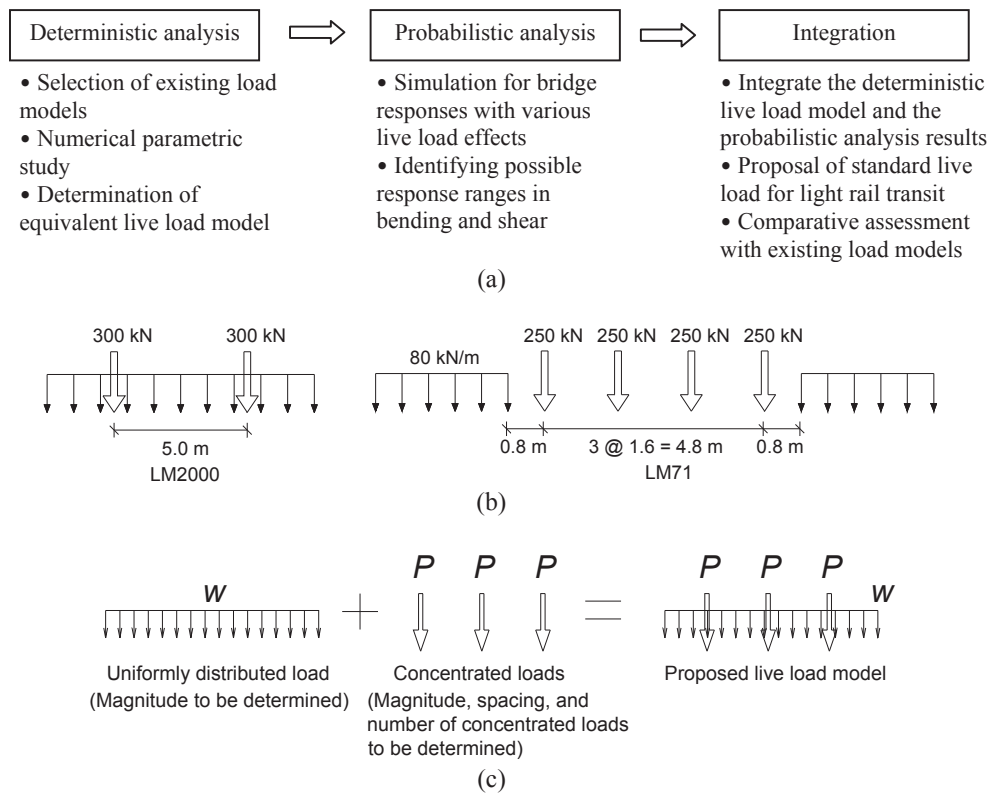 Deterministic analysis
Probabilistic analysis
Integration
• Selection of existing load
models
• Numerical parametric
study
• Determination of
equivalent live load model
• Simulation for bridge
responses with various
live load effects
• Identifying possible
response ranges in
bending and shear
• Integrate the deterministic
live load model and the
probabilistic analysis results
• Proposal of standard live
load for light rail transit
• Comparative assessment
with existing load models
(a)
300 kN
300 kN
5.0 m
LM2000
80 kN/m
250 kN
250 kN
250 kN
250 kN
0.8 m
3 @ 1.6 = 4.8 m
0.8 m
LM71
(b)
w
Uniformly distributed load
(Magnitude to be determined)
+
P
P
P
Concentrated loads
(Magnitude, spacing, and
number of concentrated loads
to be determined)
=
P
P
P
w
Proposed live load model
(c)